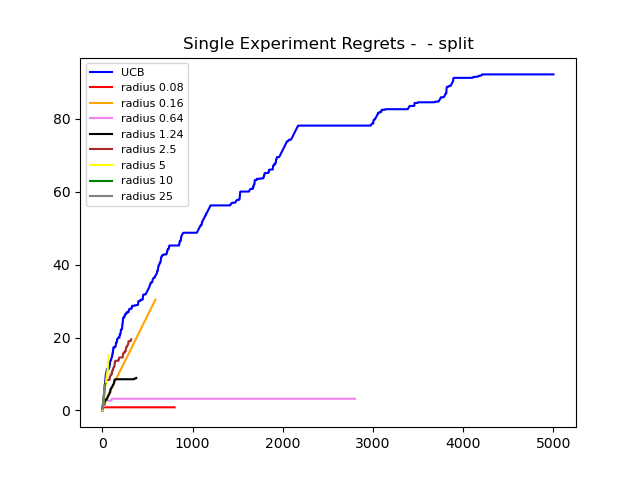 Single Experiment Regrets -  - split
UCB
radius 0.08
radius 0.16
radius 0.64
radius 1.24
radius 2.5
radius 5
radius 10
radius 25
80
60
40
20
0
0 1000 2000 3000 4000 5000